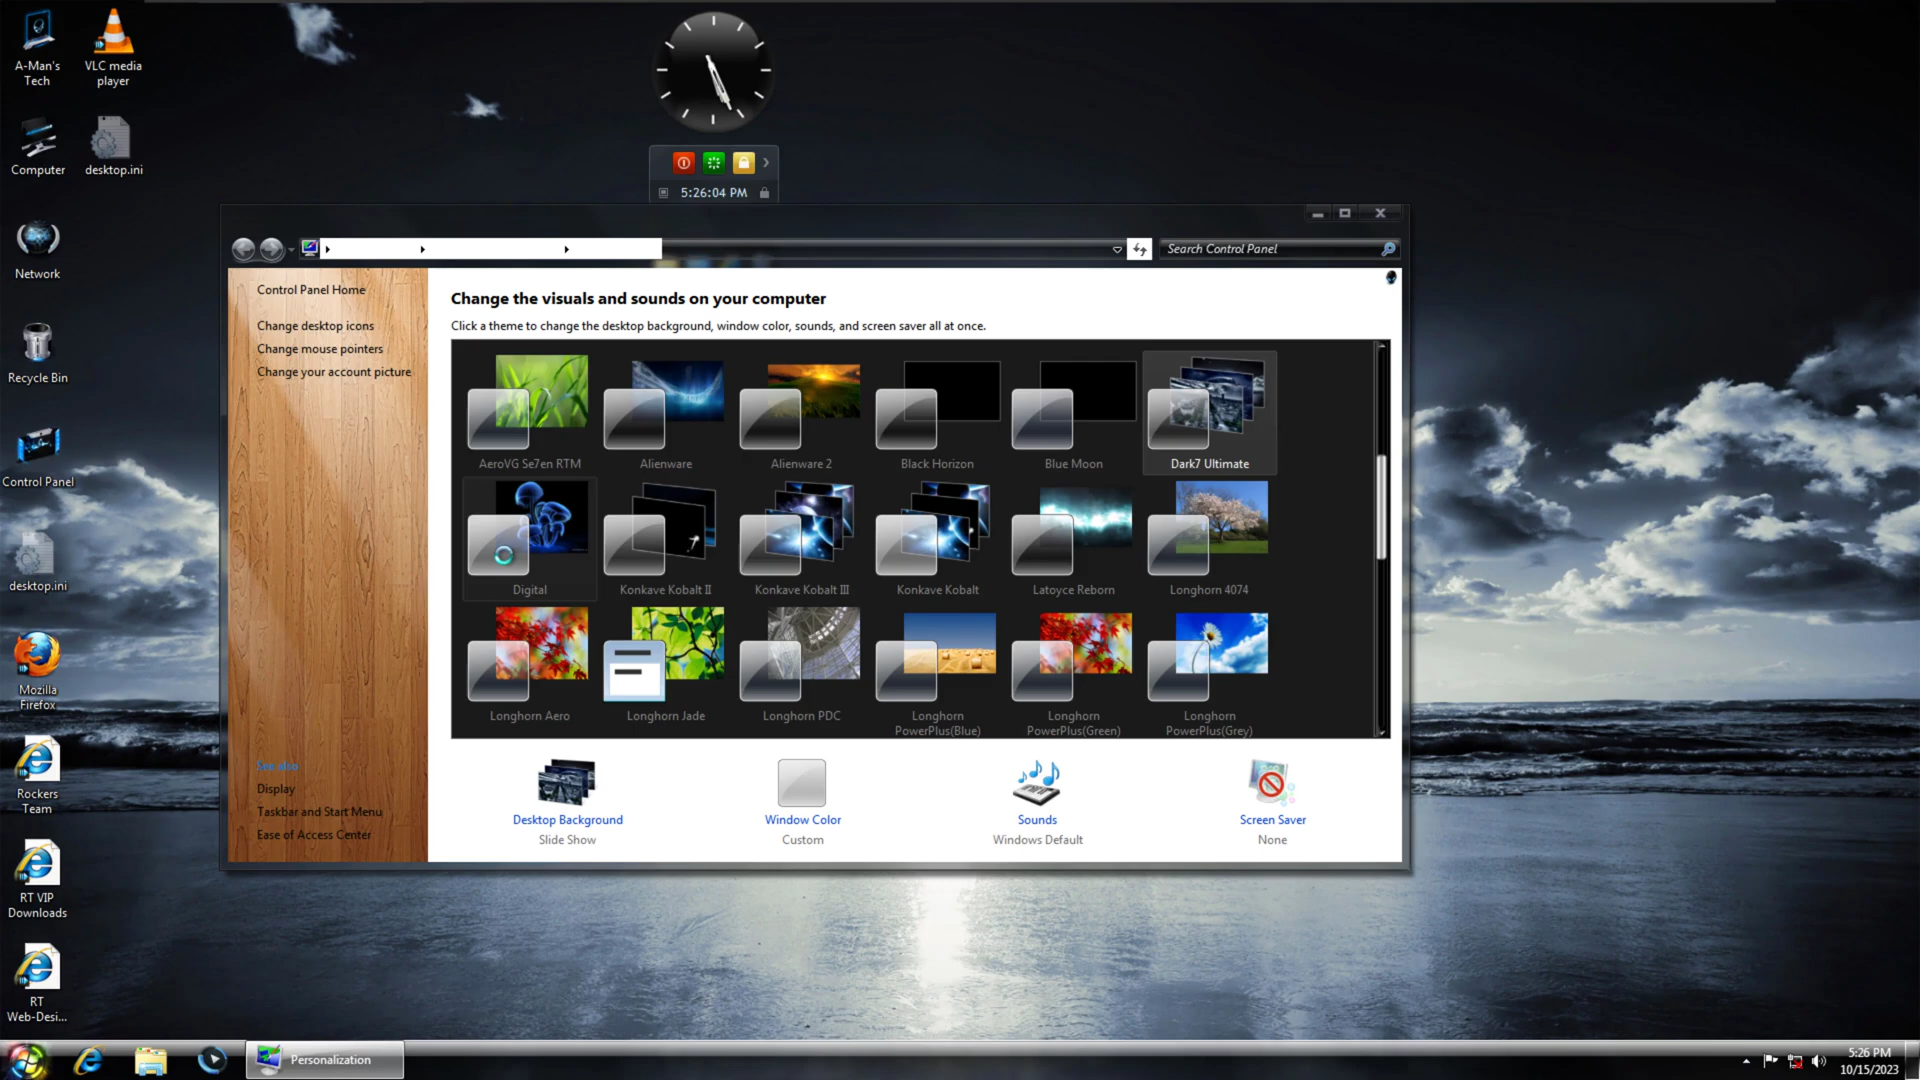 A-Man's
Tech
VLC media
player
Computer
desktop.ini
Network
Recycle Bin
Control Panel
desktop.ini
Mozilla
Firefox
Rockers
Team
RT VIP
Downloads
RT
Web-Desi...
5:26:04 PM
Search Control Panel
Control Panel Home
Change desktop icons
Change mouse pointers
Change your account picture
See also
Display
Taskbar and Start Menu
Ease of Access Center
Change the visuals and sounds on your computer
Click a theme to change the desktop background, window color, sounds, and screen saver all at once.
AeroVG Se7en RTM
Alienware
Alienware 2
Black Horizon
Blue Moon
Dark7 Ultimate
Digital
Konkave Kobalt II
Konkave Kobalt III
Konkave Kobalt
Latoyce Reborn
Longhorn 4074
Longhorn Aero
Longhorn Jade
Longhorn PDC
Longhorn
PowerPlus(Blue)
Longhorn
PowerPlus(Green)
Longhorn
PowerPlus(Grey)
Desktop Background
Slide Show
Window Color
Custom
Sounds
Windows Default
Screen Saver
None
Personalization
5:26 PM
10/15/2023